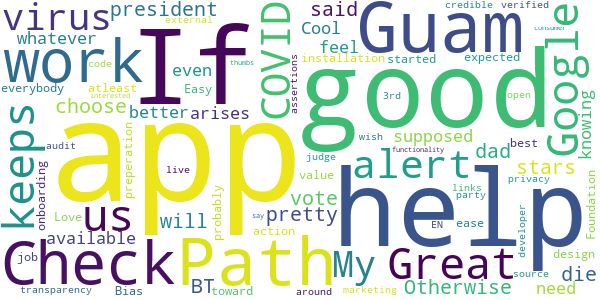 virus
president
external
said
Guam
credible
verified
whatever
If
COVID
Cool
feel
Google
consumer
work
code
thumbs
even
assertions
installation
started
expected
everybody
atleast
Easy
good
knowing
interested
choose
better
arises
3rd
open
keeps
app
supposed
audit
alert
wish
best
functionality
preparation
live
help
judge
dad
stars
onboarding
us
will
probably
vote
value
links
privacy
Love
pretty
party
Foundation
available
action
say
EN
ease
developer
design
Check
Path
My
Great
die
job
BT
toward
Otherwise
source
need
transparency
Bias
around
marketing